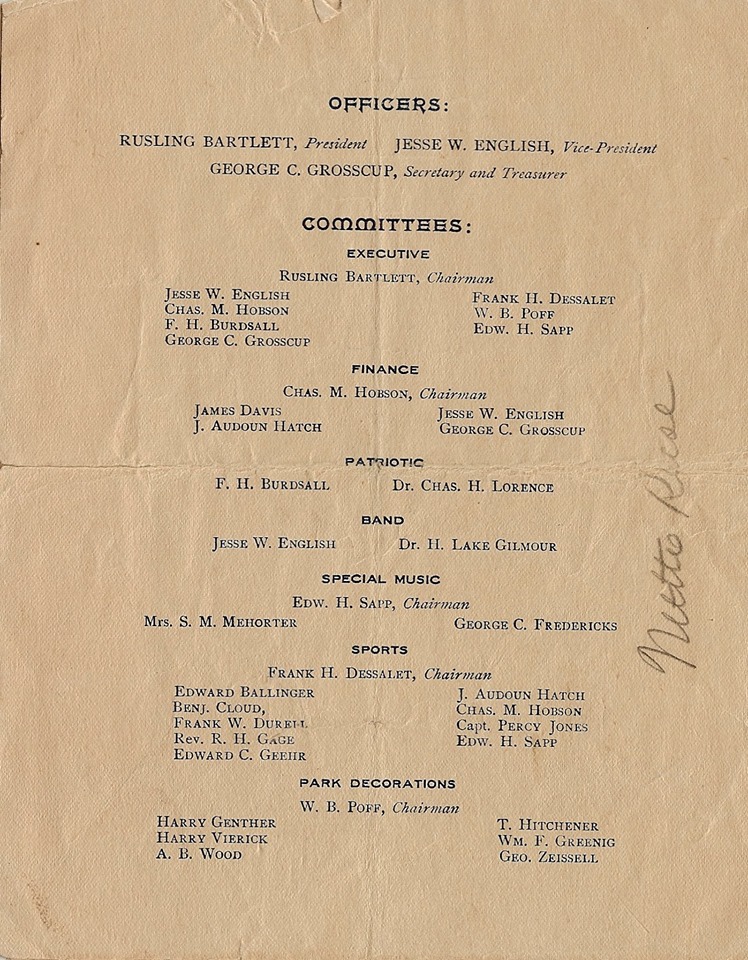 OFFICERS:
RUSLING BARTLETT, President JESSE W. ENGLISH, Vice-President
GEORGE C. GROSSCUP, Secretary and Treasurer
COMMITTEES:
EXECUTIVE
RUSLING BARTLETT, Chairman
JESSE W. ENGLISH FRANK H. DESSALET
CHAS. M. HOBSON W. B. POFF
F. H. BURDSALL EDW. H. SAPP
GEORGE C. GROSSCUP
FINANCE
CHAS. M. HOBSON, Chairman
JAMES DAVIS JESSE W. ENGLISH
J. AUDOUN HATCH GEORGE C. GROSSCUP
PATRIOTIC
F. H. BURDSALL Dr. CHAS. H. LORENCE
BAND
JESSE W. ENGLISH Dr. H. LAKE GILMOUR
SPECIAL MUSIC
EDW. H. SAPP, Chairman
Mrs. S. M. MEHORTER GEORGE C. FREDERICKS
SPORTS
FRANK H. DESSALET, Chairman
EDWARD BALLINGER J. AUDOUN HATCH
BENJ. CLOUD, CHAS. M. HOBSON
FRANK W. DURELL Capt. PERCY JONES
Rev. R. H. GAGE EDW. H. SAPP
EDWARD C. GEEHR
PARK DECORATIONS
W. B. POFF, Chairman
HARRY GENTHER T. HITCHENER
HARRY VIERICK WM. F. GREENIG
A. B. WOOD GEO. ZEISSELL